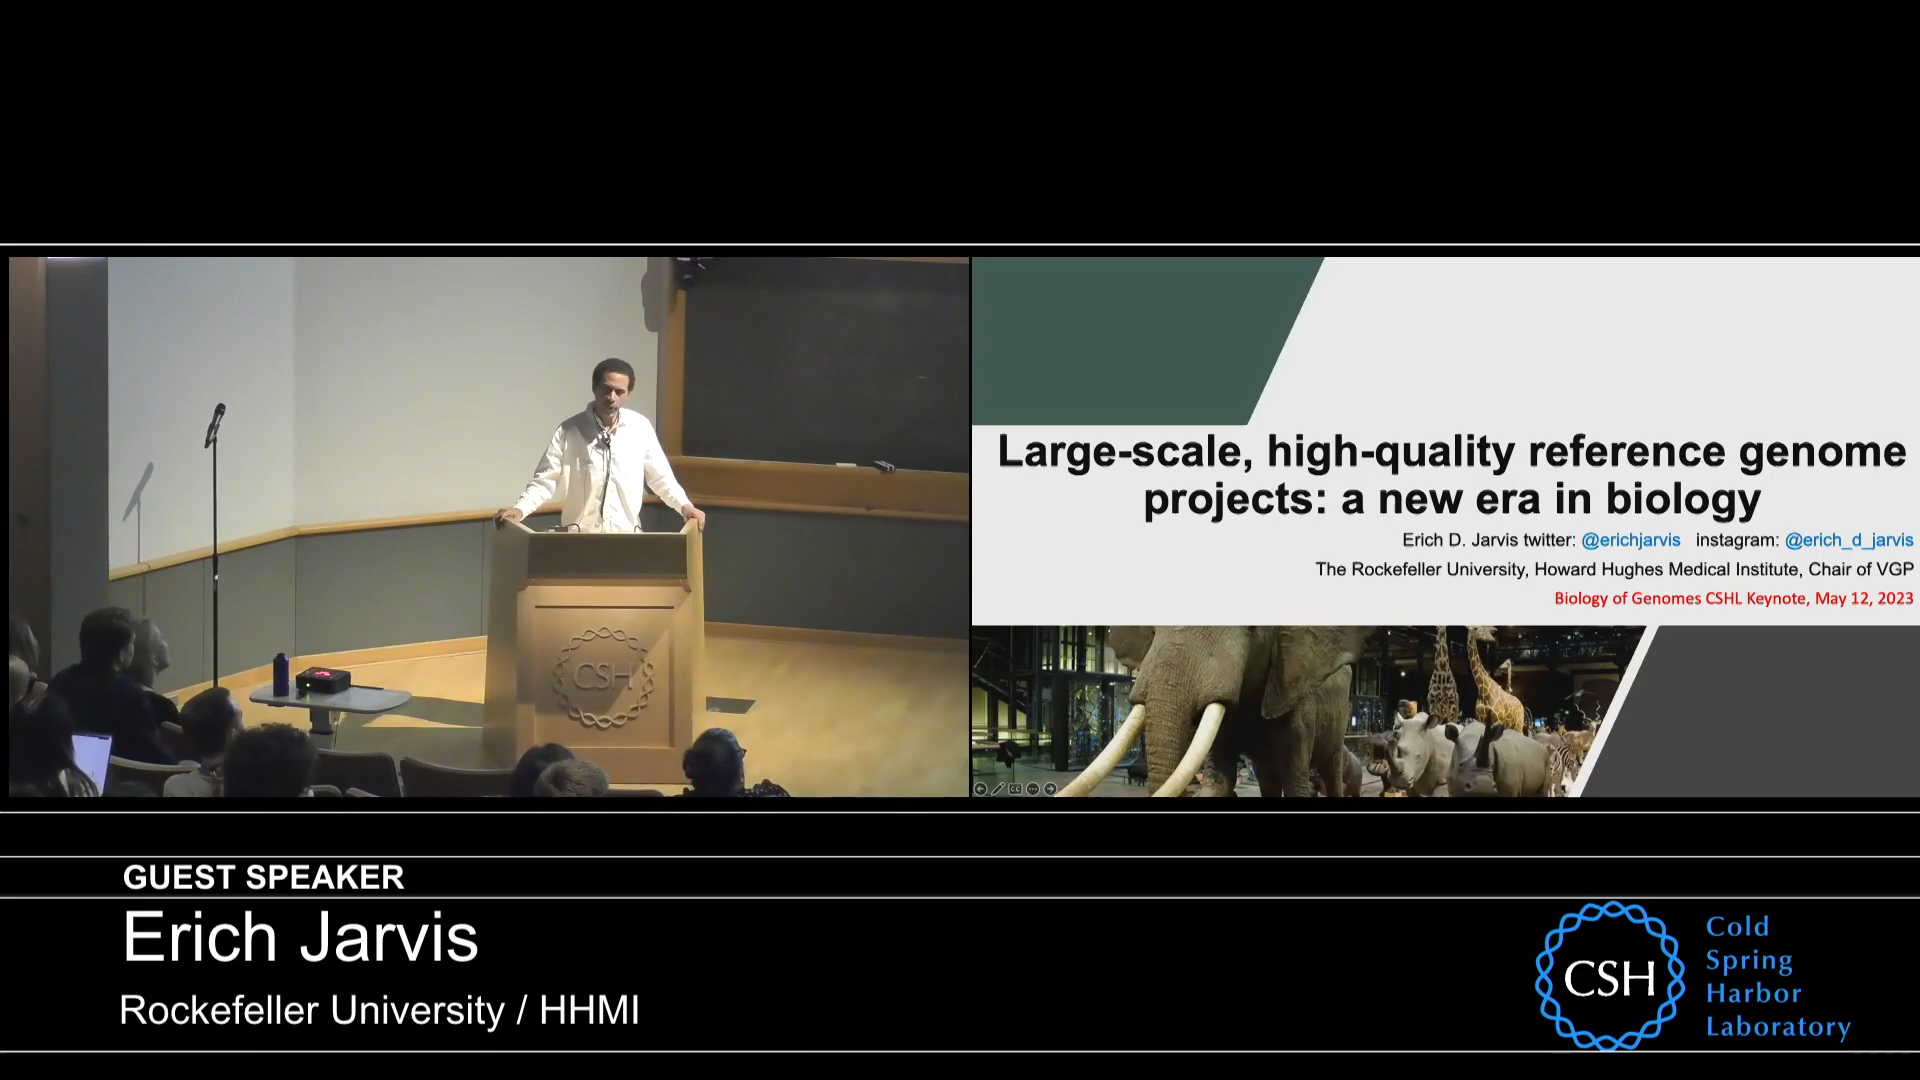 Large-scale, high-quality reference genome
projects: a new era in biology
Erich D. Jarvis twitter: @erichjarvis instagram: @erich_d_jarvis
The Rockefeller University, Howard Hughes Medical Institute, Chair of VGP
Biology of Genomes CSHL Keynote, May 12, 2023
CSH
CC
GUEST SPEAKER
Erich Jarvis
Rockefeller University / HHMI
CSH
Cold
Spring
Harbor
Laboratory